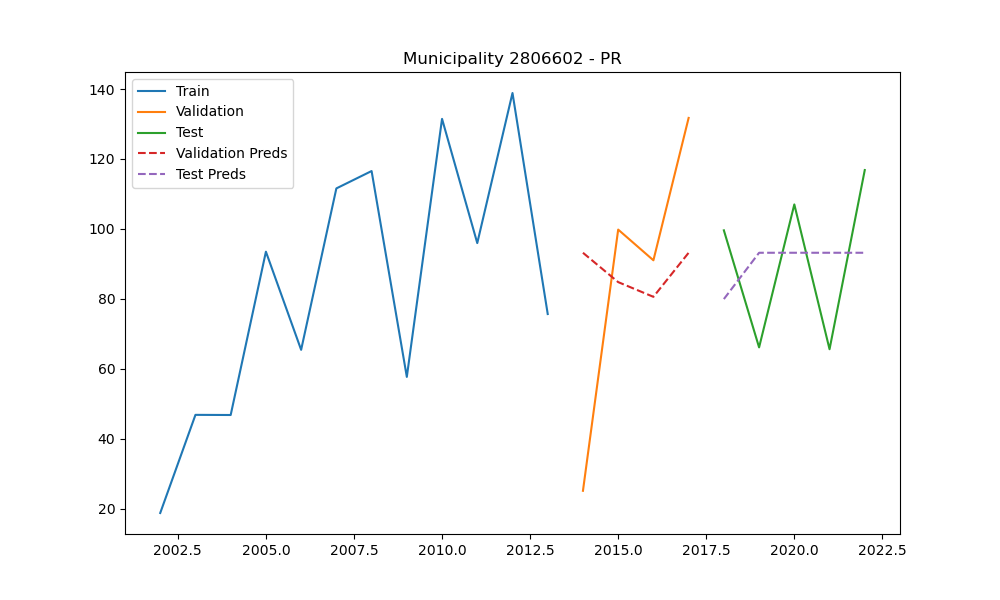 Municipality 2806602 - PR
Train
Validation
Test
Validation Preds
Test Preds
140
120
100
80
60
40
20
2002.5 2005.0 2007.5 2010.0 2012.5 2015.0 2017.5 2020.0 2022.5